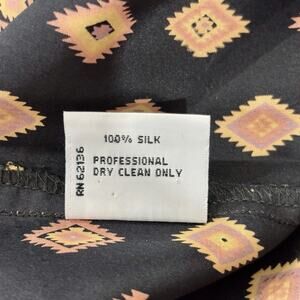 100% SILK
PROFESSIONAL
DRY CLEAN ONLY
RN 62136